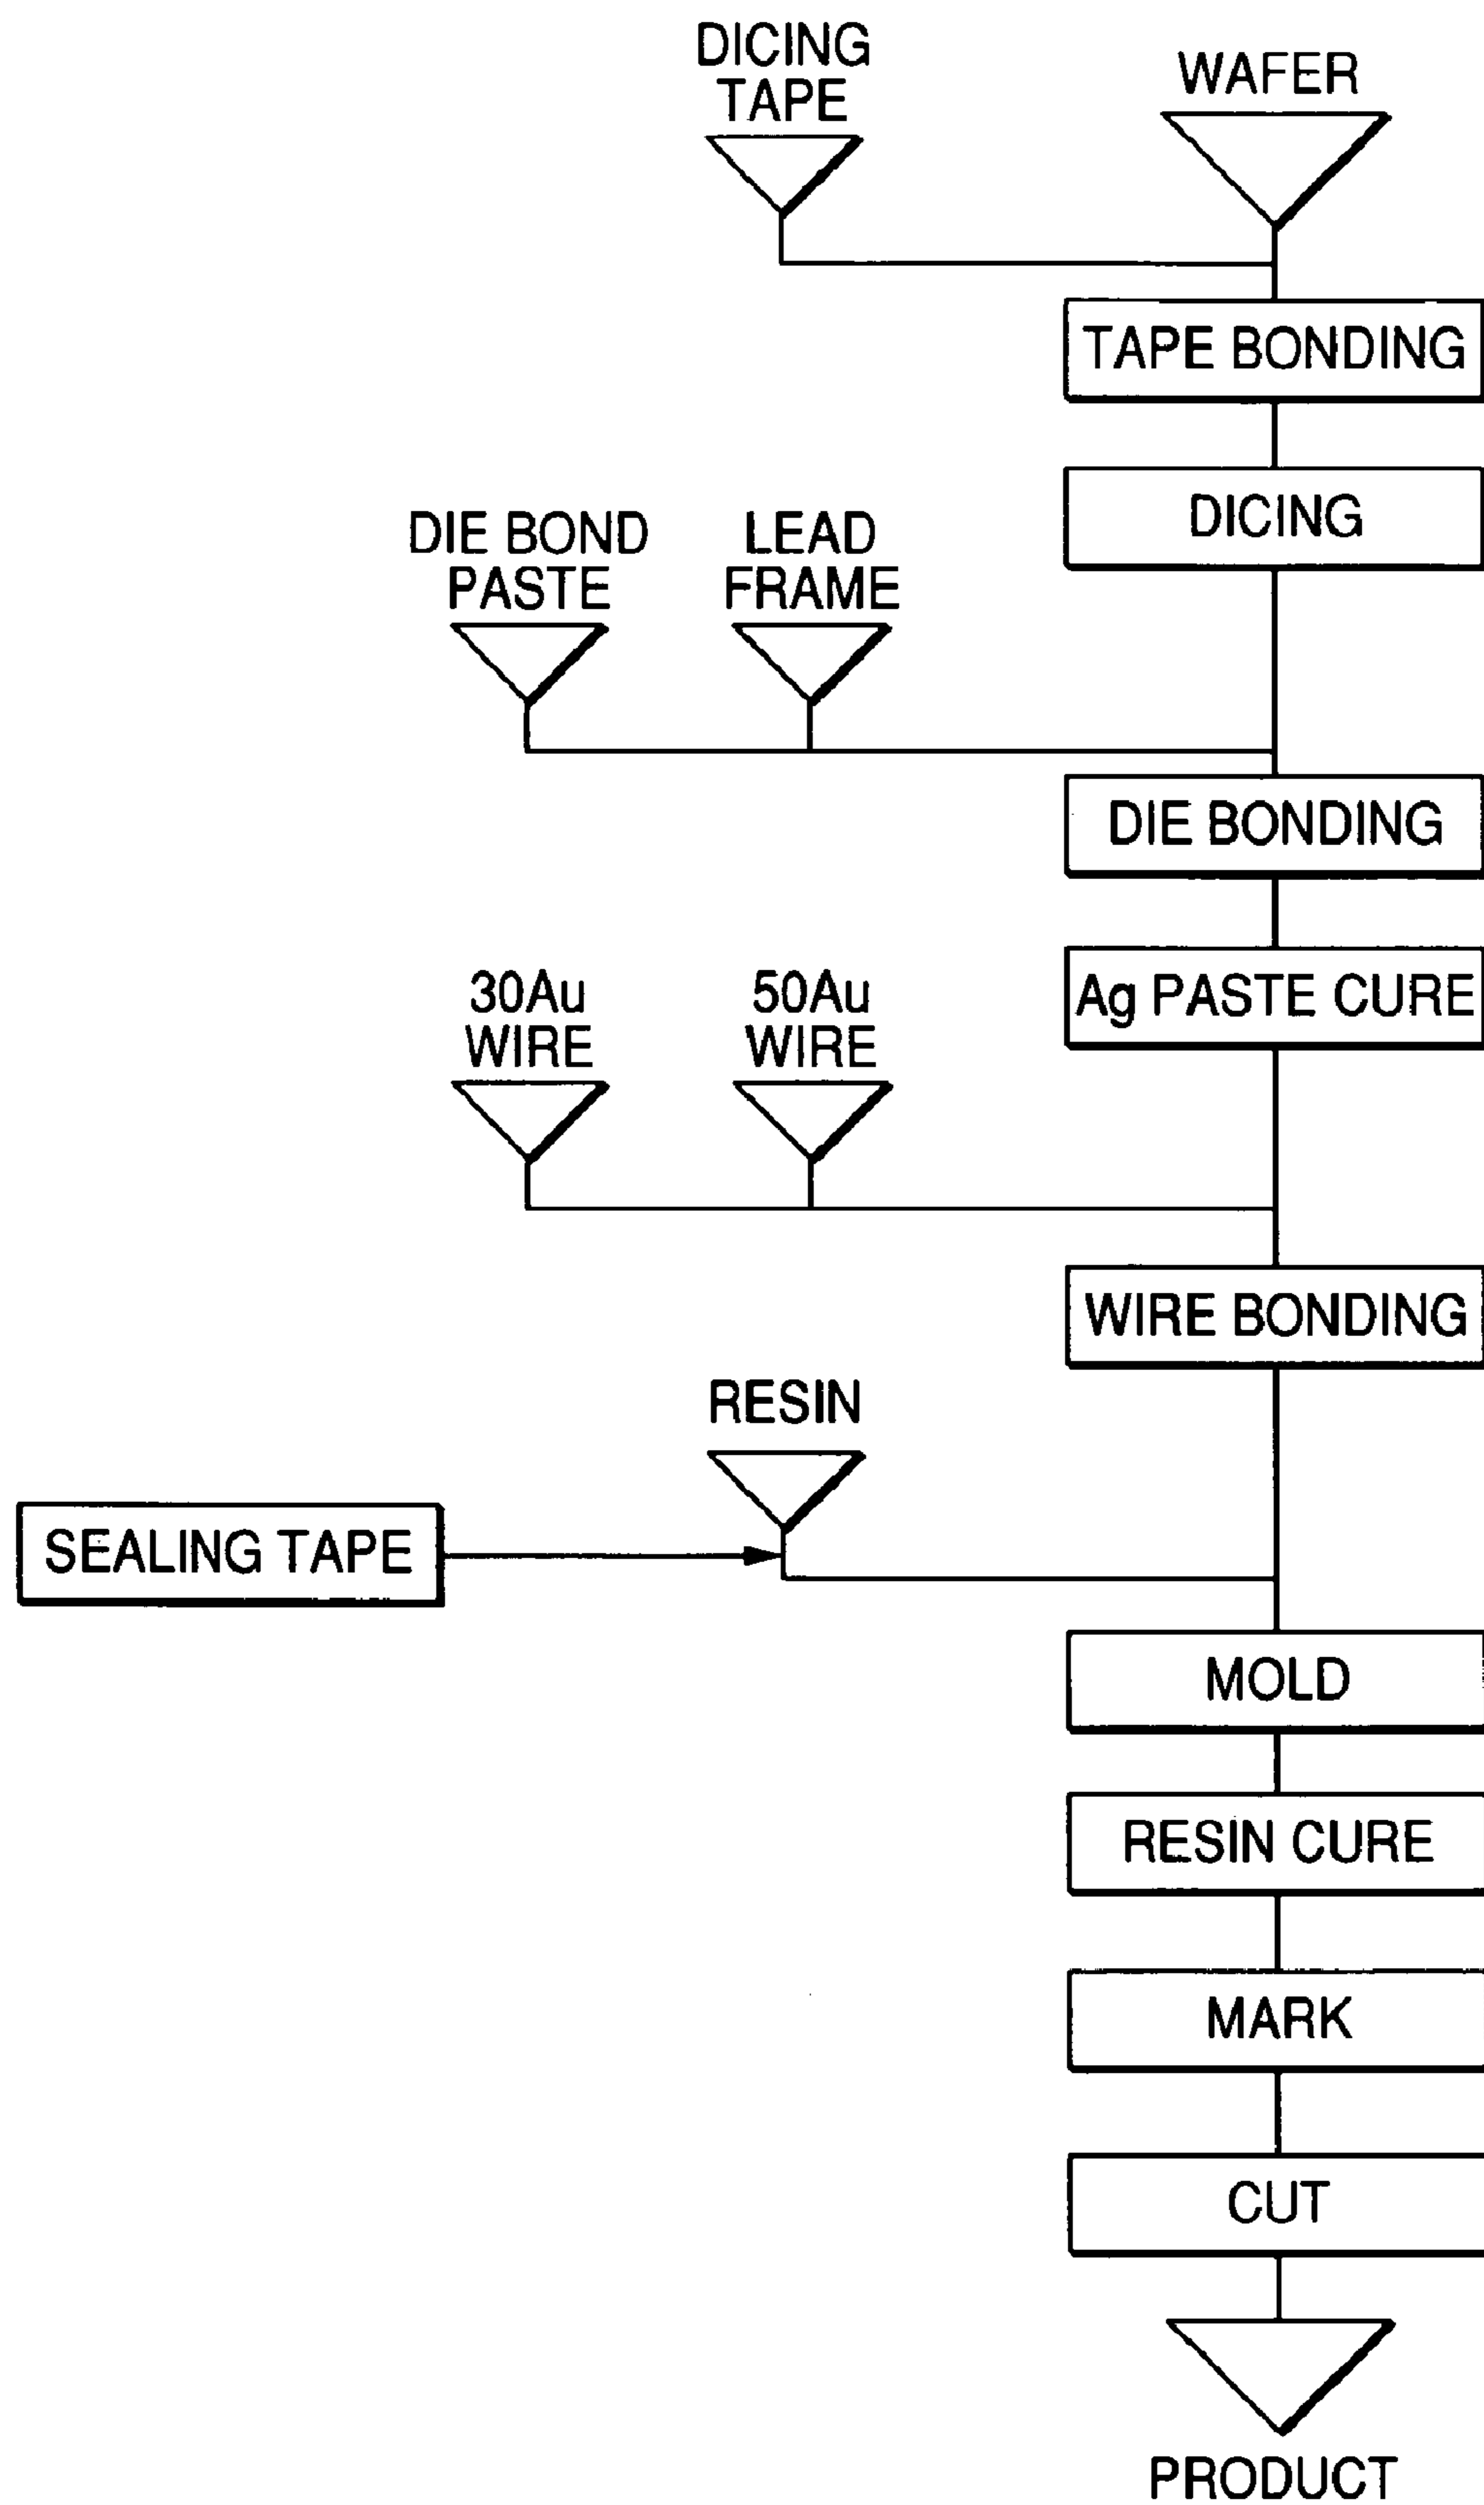 DICING
TAPE
WAFER
TAPE BONDING
DICING
DIE BOND
PASTE
LEAD
FRAME
DIE BONDING
Ag PASTE CURE
30Au
WIRE
50Au
WIRE
WIRE BONDING
RESIN
SEALING TAPE
MOLD
RESIN CURE
MARK
CUT
PRODUCT